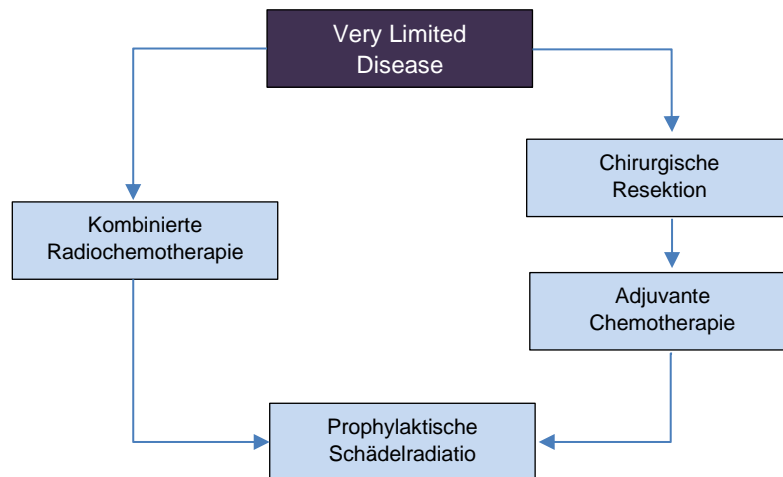 Very Limited
Disease
Chirurgische
Resektion
Kombinierte
Radiochemotherapie
Adjuvante
Chemotherapie
Prophylaktische
Schädelradiatio